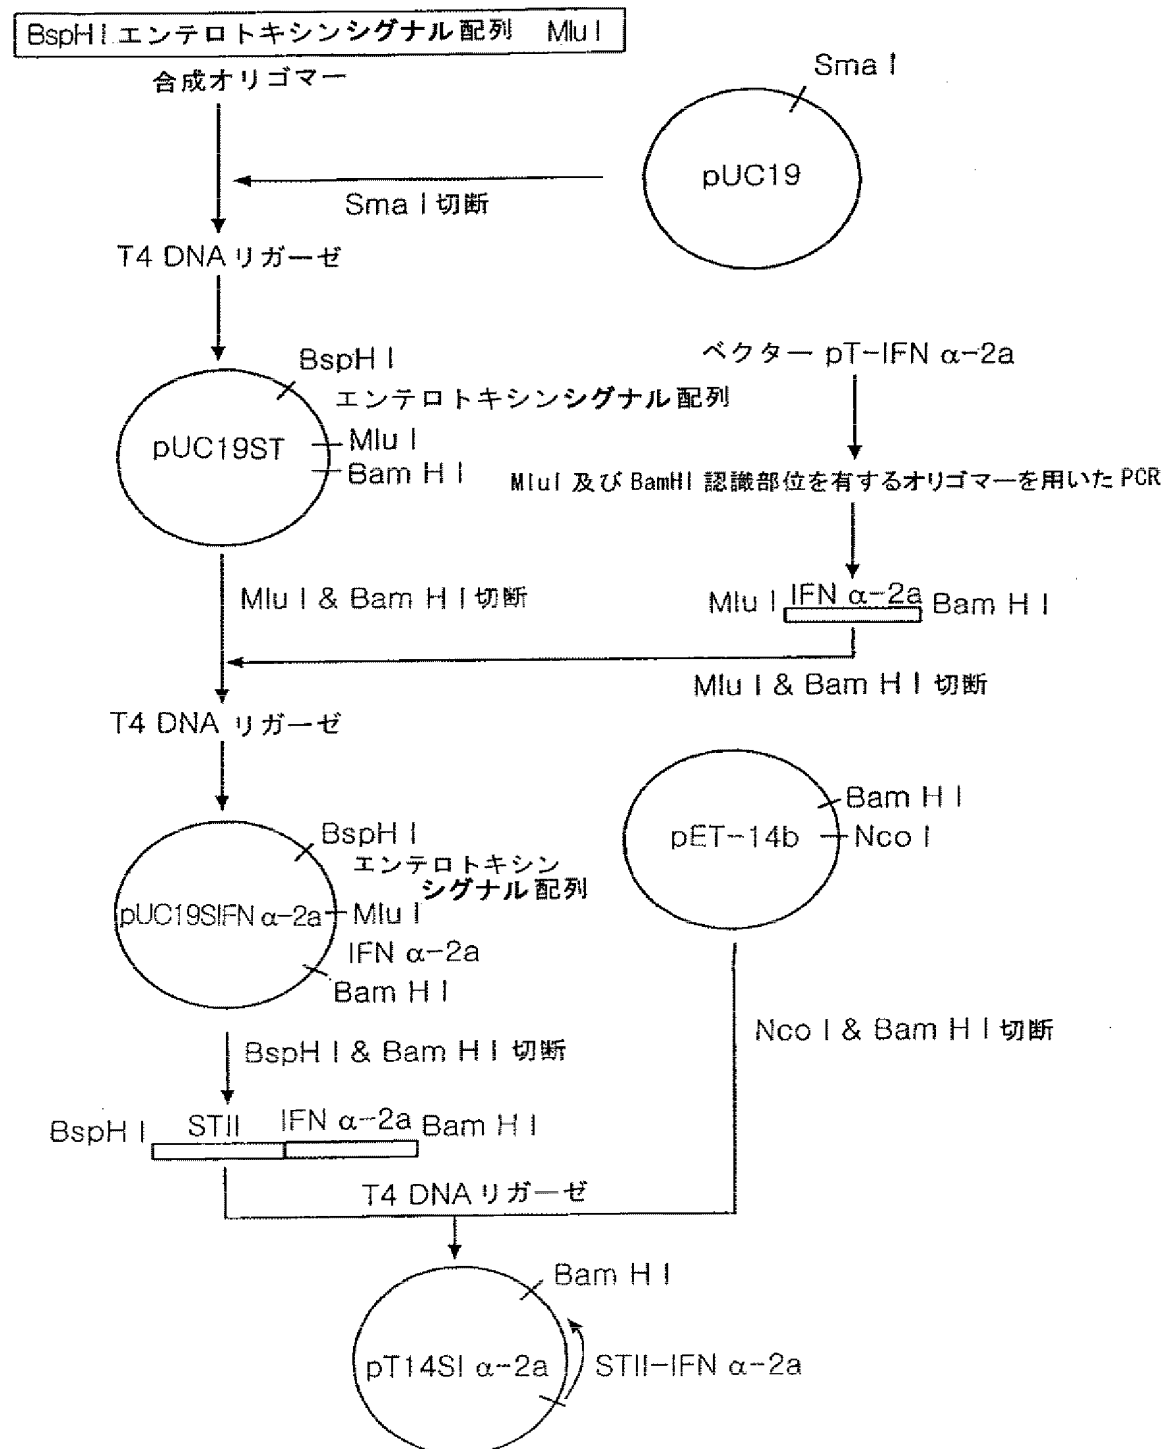 BspH I エンテロトキシンシグナル配列 Mlu I
合成オリゴマー
Sma I
pUC19
Sma I 切断
T4 DNA リガーゼ
BspH I
エンテロトキシンシグナル配列
pUC19ST
Mlu I
Bam H I
ベクター pT-IFN α-2a
MluI 及び BamHI 認識部位を有するオリゴマーを用いた PCR
Mlu I & Bam H I 切断
Mlu I IFN α-2a Bam H I
Mlu I & Bam H I 切断
T4 DNA リガーゼ
Bam H I
pET-14b
Nco I
BspH I
エンテロトキシン
シグナル配列
pUC19SIFN α-2a
Mlu I
IFN α-2a
Bam H I
Nco I & Bam H I 切断
BspH I & Bam H I 切断
BspH I STII IFN α-2a Bam H I
T4 DNA リガーゼ
Bam H I
pT14SI α-2a
STII-IFN α-2a